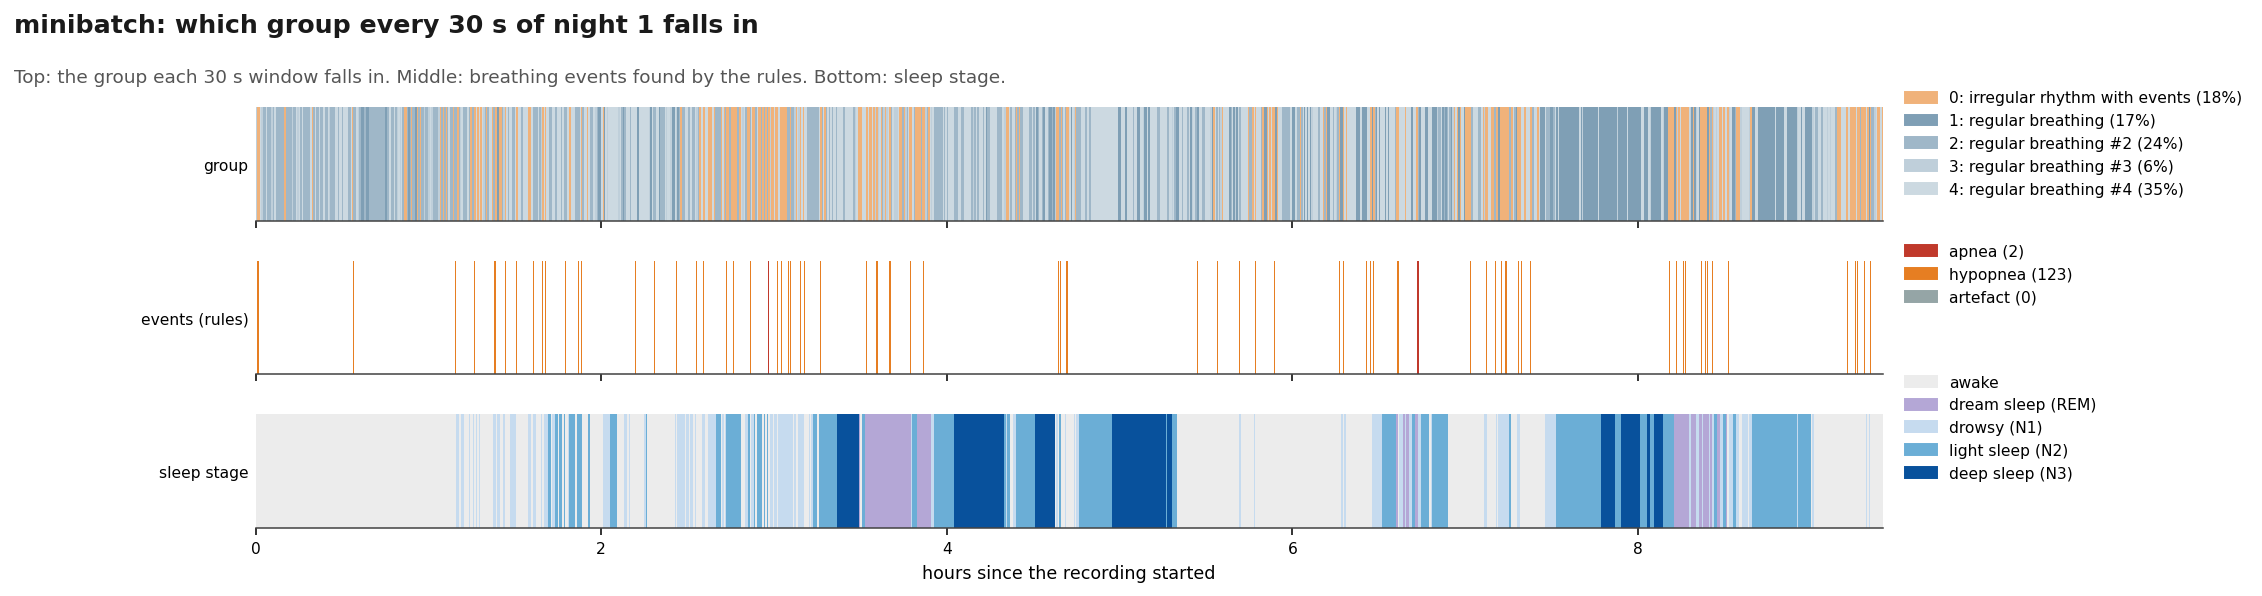 minibatch: which group every 30 s of night 1 falls in
Top: the group each 30 s window falls in. Middle: breathing events found by the rules. Bottom: sleep stage.
group
0: irregular rhythm with events (18%)
1: regular breathing (17%)
2: regular breathing #2 (24%)
3: regular breathing #3 (6%)
4: regular breathing #4 (35%)
events (rules)
apnea (2)
hypopnea (123)
artefact (0)
sleep stage
awake
dream sleep (REM)
drowsy (N1)
light sleep (N2)
deep sleep (N3)
0 2 4 6 8
hours since the recording started